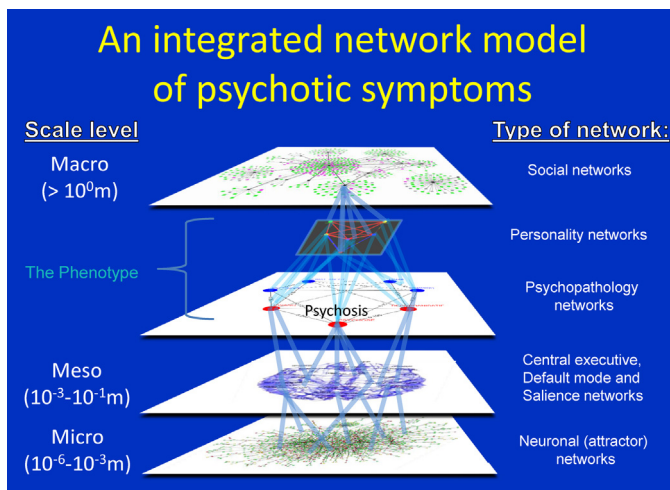 An integrated network model
of psychotic symptoms
Scale level
Type of network:
Macro
(> 10⁰m)
Social networks
Personality networks
The Phenotype
Psychopathology
networks
Psychosis
Meso
(10⁻³-10⁻¹m)
Central executive,
Default mode and
Salience networks
Micro
(10⁻⁶-10⁻³m)
Neuronal (attractor)
networks